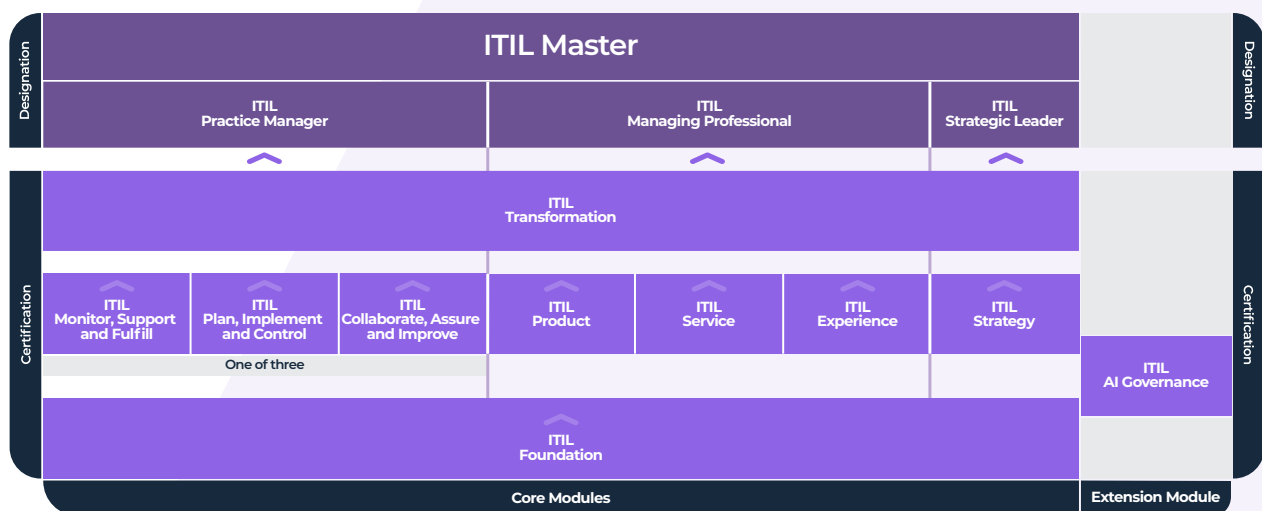 Designation
ITIL Master
Designation
ITIL
Practice Manager
ITIL
Managing Professional
ITIL
Strategic Leader
Certification
ITIL
Transformation
Certification
ITIL
Monitor, Support
and Fulfill
ITIL
Plan, Implement
and Control
ITIL
Collaborate, Assure
and Improve
ITIL
Product
ITIL
Service
ITIL
Experience
ITIL
Strategy
One of three
ITIL
AI Governance
ITIL
Foundation
Core Modules
Extension Module